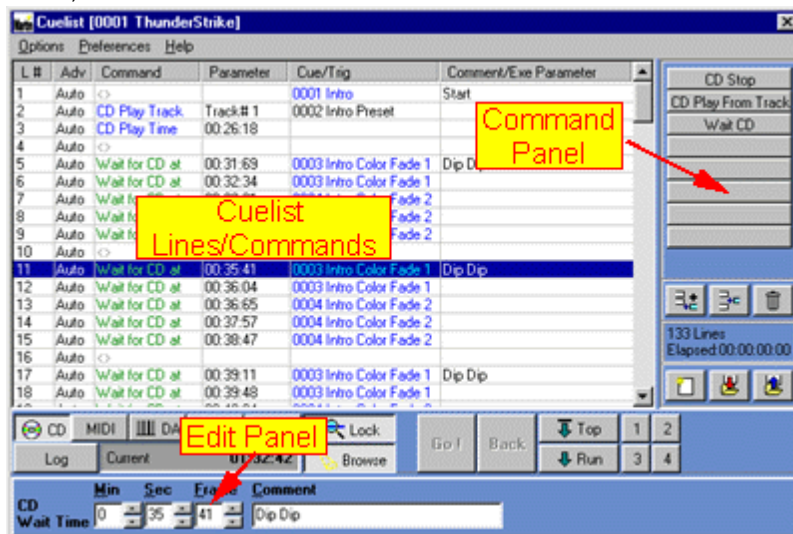 Cuelist [0001 ThunderStrike]
Options Preferences Help
L # Adv Command Parameter Cue/Trig Comment/Exe Parameter
1 Auto <> 0001 Intro Start
2 Auto CD Play Track Track# 1 0002 Intro Preset
3 Auto CD Play Time 00:26:18
4 Auto <>
5 Auto Wait for CD at 00:31:69 0003 Intro Color Fade 1 Dip
6 Auto Wait for CD at 00:32:34 0003 Intro Color Fade 1
7 Auto Wait for Fade 2
8 Auto Wait Fade 2
9 Auto Wait Fade 2
10 Auto <>
11 Auto Wait for CD at 00:35:41 0003 Intro Color Fade 1 Dip Dip
12 Auto Wait for CD at 00:36:04 0003 Intro Color Fade 1
13 Auto Wait for CD at 00:36:65 0004 Intro Color Fade 2
14 Auto Wait for CD at 00:37:57 0004 Intro Color Fade 2
15 Auto Wait for CD at 00:38:47 0004 Intro Color Fade 2
16 Auto <>
17 Auto Wait for CD at 00:39:11 0003 Intro Color Fade 1 Dip Dip
18 Auto Wait for CD at 00:39:48 0003 Intro Color Fade 1
Cuelist
Lines/Commands
Command
Panel
CD Stop
CD Play From Track
Wait CD
133 Lines
Elapsed 00:00:00:00
CD MIDI Lock
Edit Panel
Log Current 01:32:42 Browse
Go! Back Top 1 2
Run 3 4
Min Sec Frame Comment
CD
Wait Time 0 35 41 Dip Dip